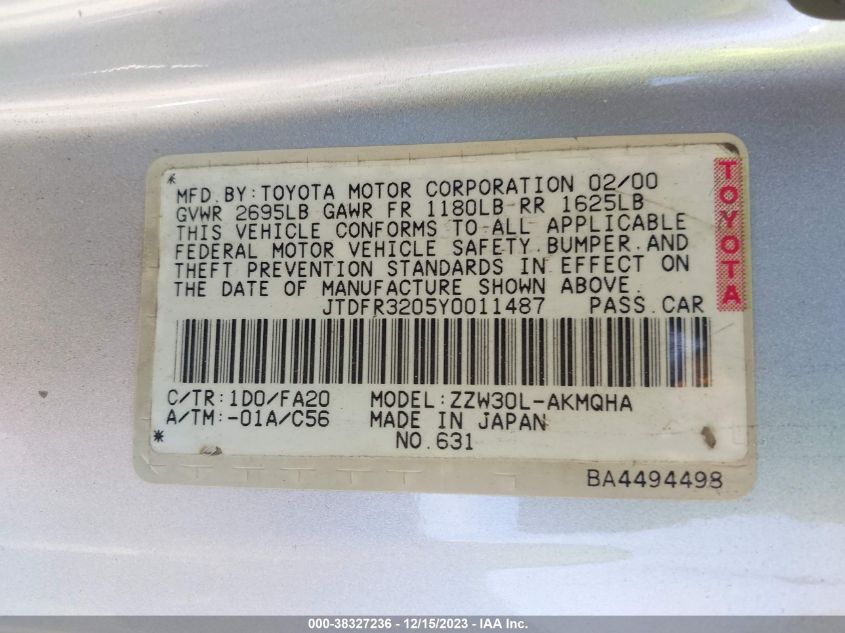 *
MFD.BY:TOYOTA MOTOR CORPORATION 02/00
GVWR 2695LB GAWR FR 1180LB RR 1625LB
THIS VEHICLE CONFORMS TO ALL APPLICABLE
FEDERAL MOTOR VEHICLE SAFETY.BUMPER.AND
THEFT PREVENTION STANDARDS IN EFFECT ON
THE DATE OF MANUFACTURE SHOWN ABOVE.
JTDFR3205Y0011487 PASS.CAR
TOYOTA
C/TR:1D0/FA20 MODEL:ZZW30L-AKMQHA
A/TM:-01A/C56 MADE IN JAPAN
* NO.631
BA4494498
000-38327236 - 12/15/2023 - IAA Inc.